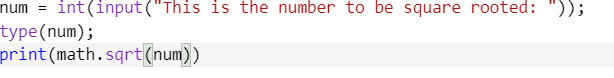 num = int(input("This is the number to be square rooted: "));
type(num);
print(math.sqrt(num))